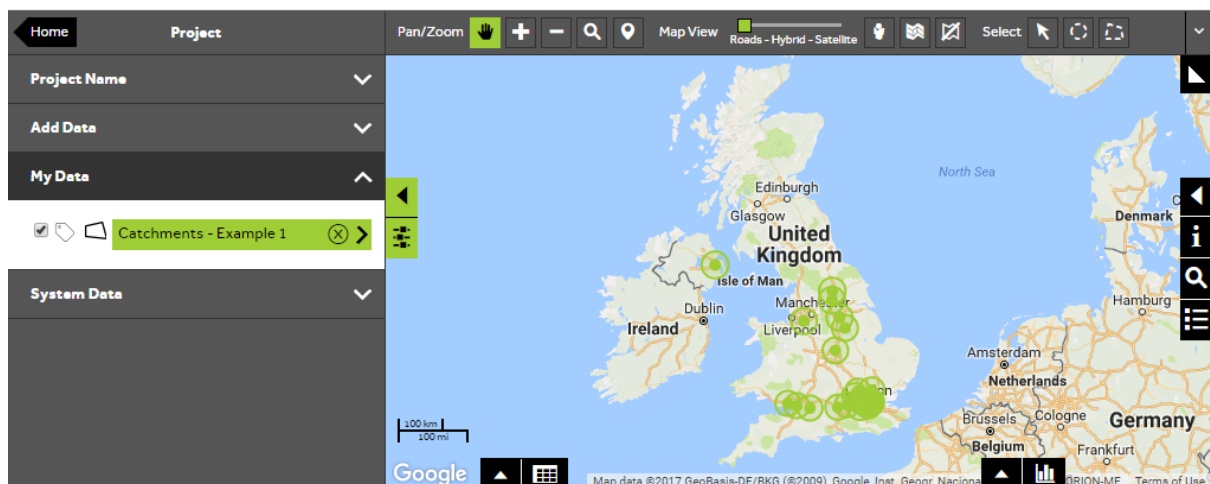 Home
Project
Pan/Zoom
Map View
Roads - Hybrid - Satellite
Select
Project Name
Add Data
My Data
Catchments - Example 1
System Data
North Sea
Edinburgh
Glasgow
Denmark
United
Kingdom
Isle of Man
Dublin
Manchester
Hamburg
Ireland
Liverpool
Amsterdam
Netherlands
Brussels
Cologne
Germany
Belgium
Frankfurt
100 km
100 mi
Google
Map data ©2017 GeoBasis-DE/BKG (©2009), Google, Inst. Geogr. Naciona
ORION-ME
Terms of Use